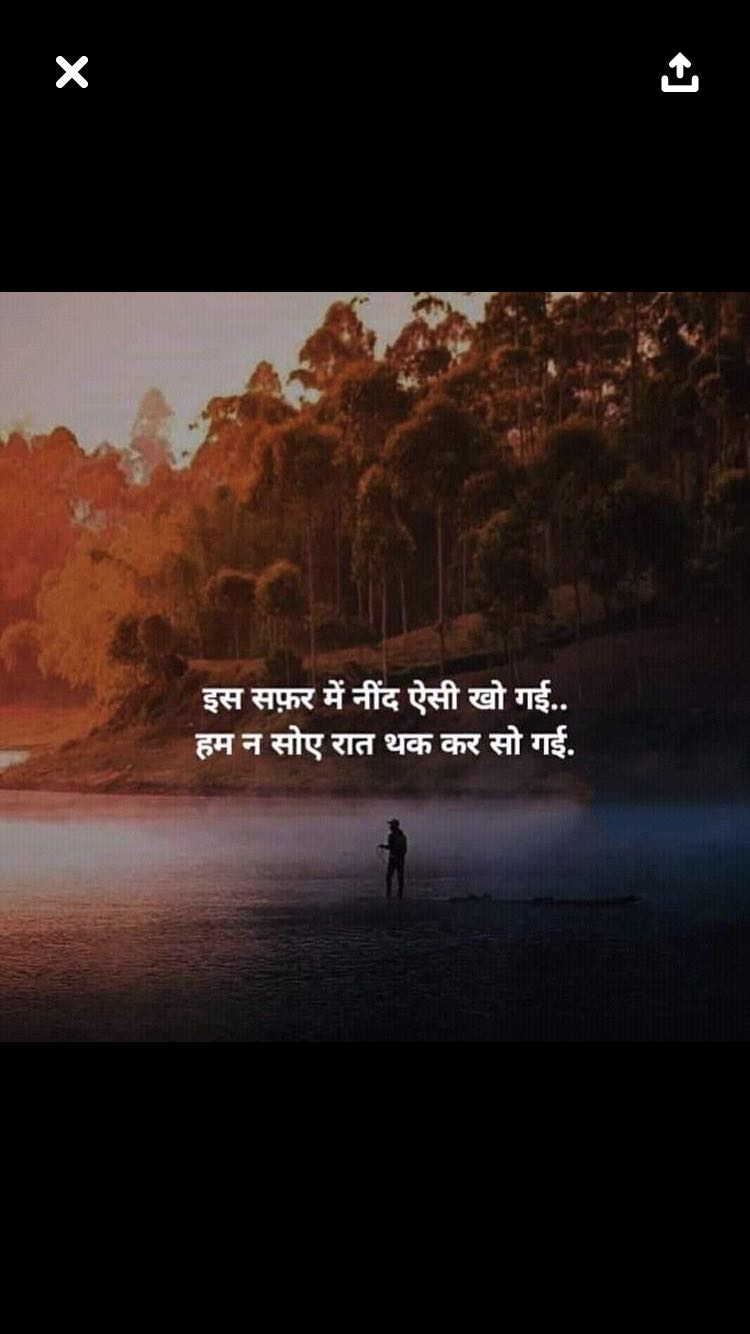 इस सफ़र में नींद ऐसी खो गई..
हम न सोए रात थक कर सो गई.